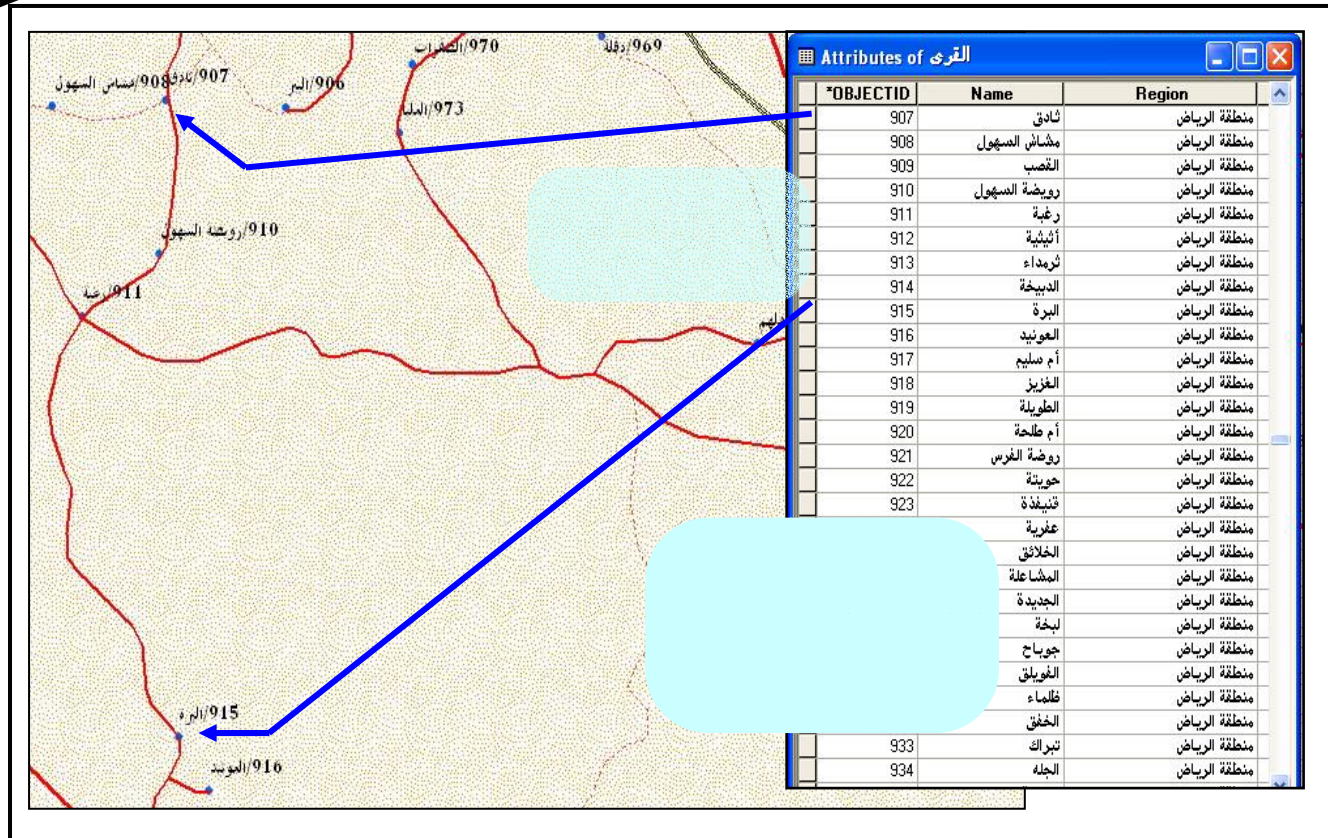 970/الصفرات
969/دقلة
908/مشاش السهول
907/ثادق
906/البير
973/العليا
910/رويضة السهول
911/رغبة
915/البرة
916/العونيد
Attributes of القرى
*OBJECTID Name Region
907 ثادق منطقة الرياض
908 مشاش السهول منطقة الرياض
909 القصب منطقة الرياض
910 رويضة السهول منطقة الرياض
911 رغبة منطقة الرياض
912 أثيثية منطقة الرياض
913 ثرمداء منطقة الرياض
914 الدبيخة منطقة الرياض
915 البرة منطقة الرياض
916 العونيد منطقة الرياض
917 أم سليم منطقة الرياض
918 الغزيز منطقة الرياض
919 الطويلة منطقة الرياض
920 أم طلحة منطقة الرياض
921 روضة الفرس منطقة الرياض
922 حويتة منطقة الرياض
923 قنيفذة منطقة الرياض
عفرية منطقة الرياض
الخلائق منطقة الرياض
المشاعلة منطقة الرياض
الجديدة منطقة الرياض
لبخة منطقة الرياض
جوباح منطقة الرياض
الفويلق منطقة الرياض
ظلماء منطقة الرياض
الخفق منطقة الرياض
933 تبراك منطقة الرياض
934 الجله منطقة الرياض